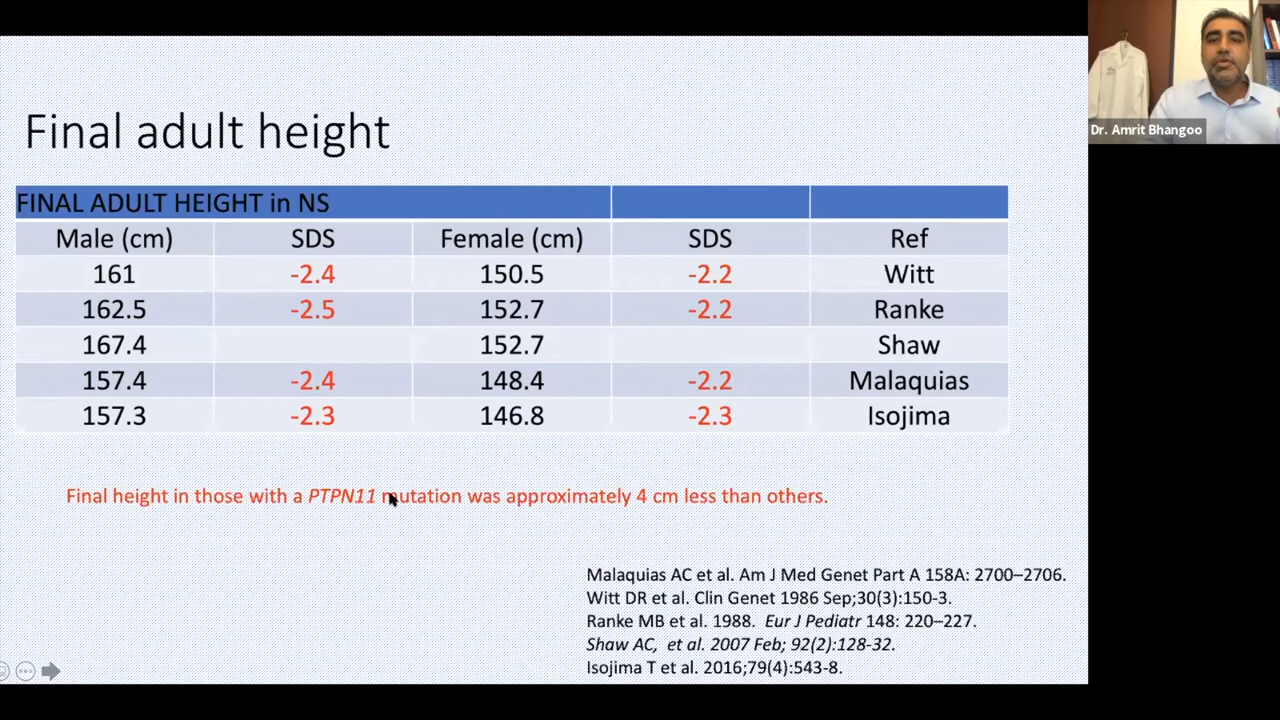 Final adult height
FINAL ADULT HEIGHT in NS
Male (cm) SDS Female (cm) SDS Ref
161 -2.4 150.5 -2.2 Witt
162.5 -2.5 152.7 -2.2 Ranke
167.4 152.7 Shaw
157.4 -2.4 148.4 -2.2 Malaquias
157.3 -2.3 146.8 -2.3 Isojima
Final height in those with a PTPN11 mutation was approximately 4 cm less than others.
Malaquias AC et al. Am J Med Genet Part A 158A: 2700–2706.
Witt DR et al. Clin Genet 1986 Sep;30(3):150-3.
Ranke MB et al. 1988. Eur J Pediatr 148: 220–227.
Shaw AC, et al. 2007 Feb; 92(2):128-32.
Isojima T et al. 2016;79(4):543-8.
Dr. Amrit Bhangoo